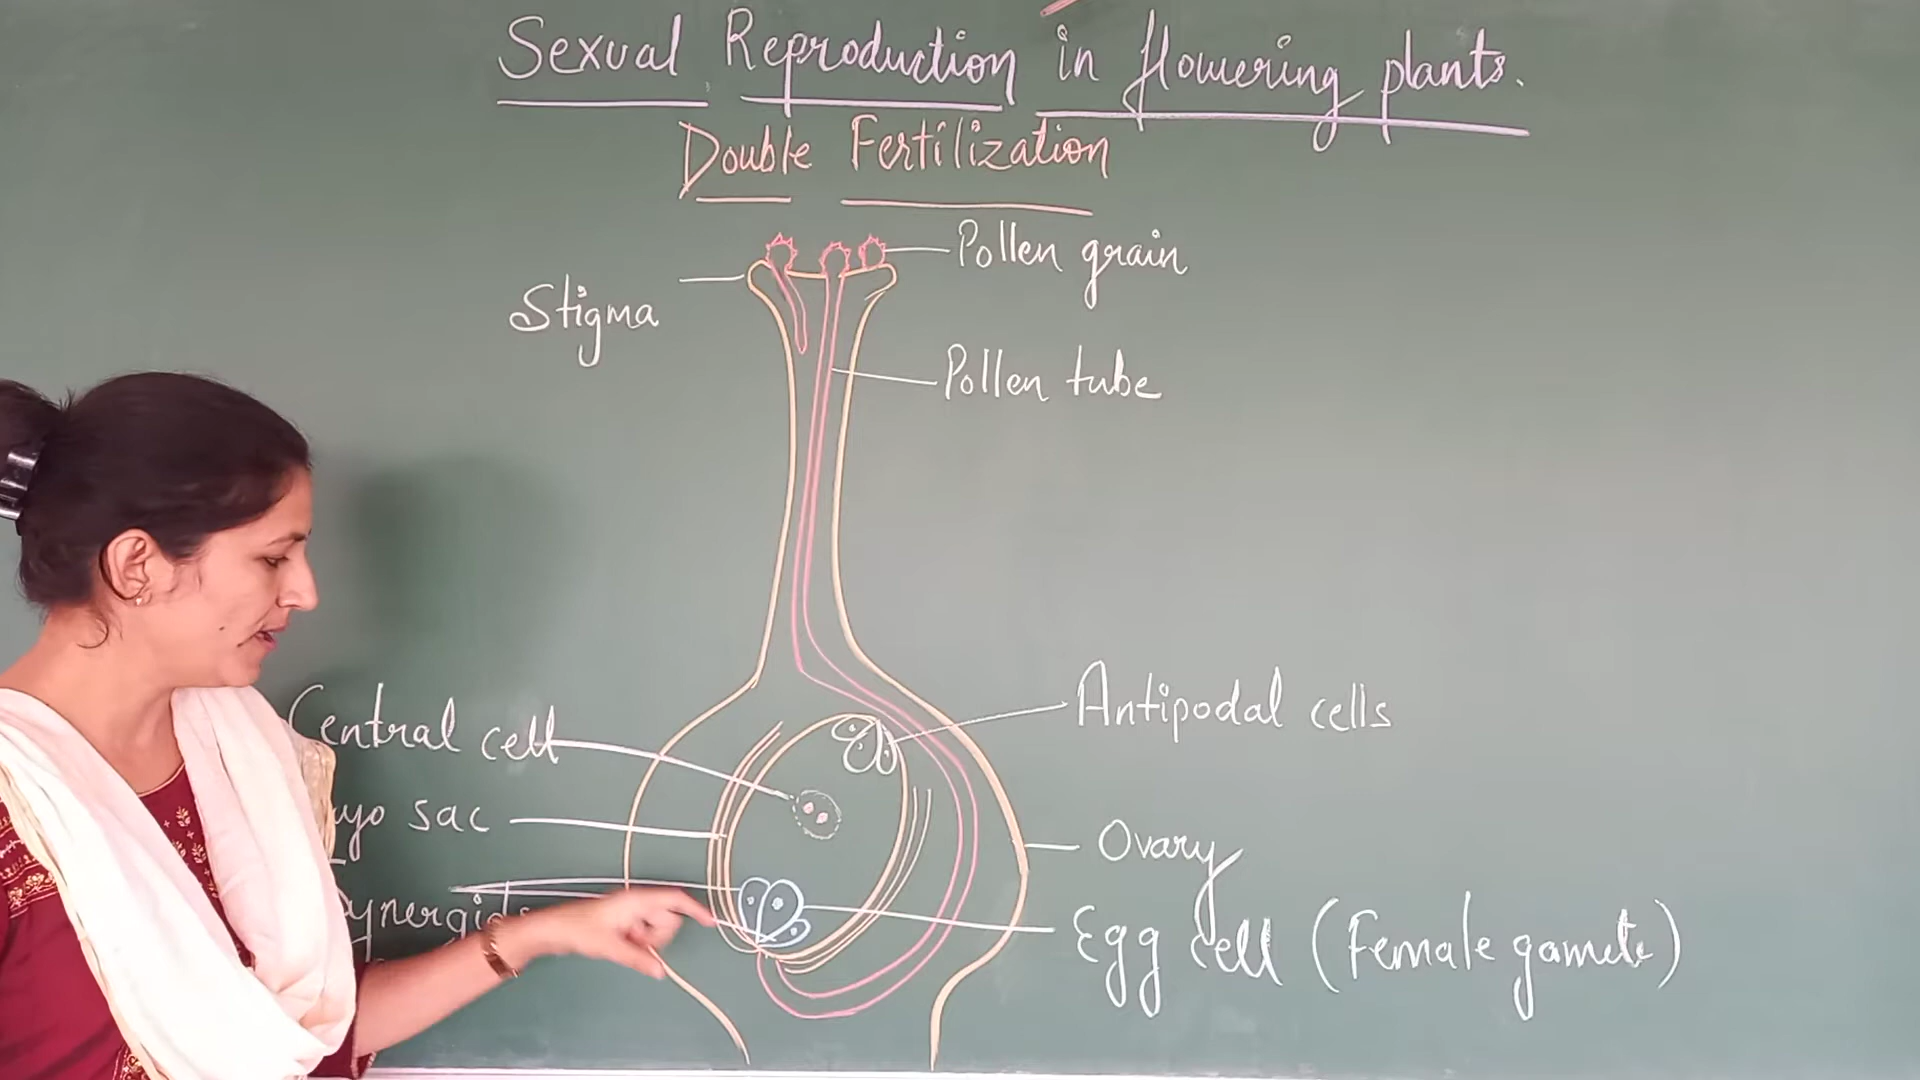 Sexual Reproduction in flowering plants.
Double Fertilization
Pollen grain
Stigma
Pollen tube
Central cell
Antipodal cells
sac
Ovary
Synergids
Egg cell (Female gamete)